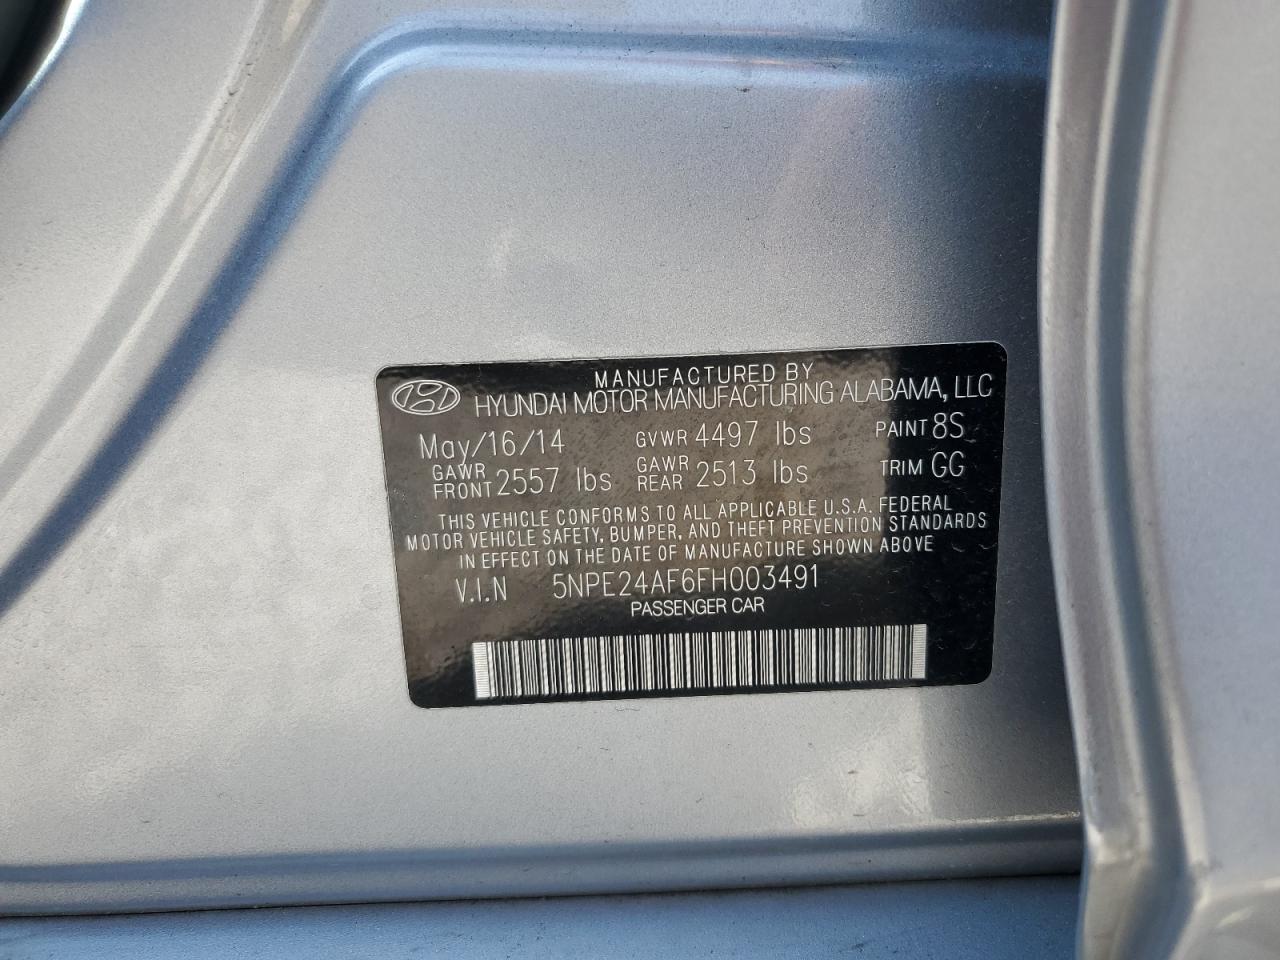 MANUFACTURED BY
HYUNDAI MOTOR MANUFACTURING ALABAMA, LLC
May/16/14 GVWR 4497 lbs PAINT 8S
GAWR FRONT 2557 lbs GAWR REAR 2513 lbs TRIM GG
THIS VEHICLE CONFORMS TO ALL APPLICABLE U.S.A. FEDERAL
MOTOR VEHICLE SAFETY, BUMPER, AND THEFT PREVENTION STANDARDS
IN EFFECT ON THE DATE OF MANUFACTURE SHOWN ABOVE
V.I.N 5NPE24AF6FH003491
PASSENGER CAR